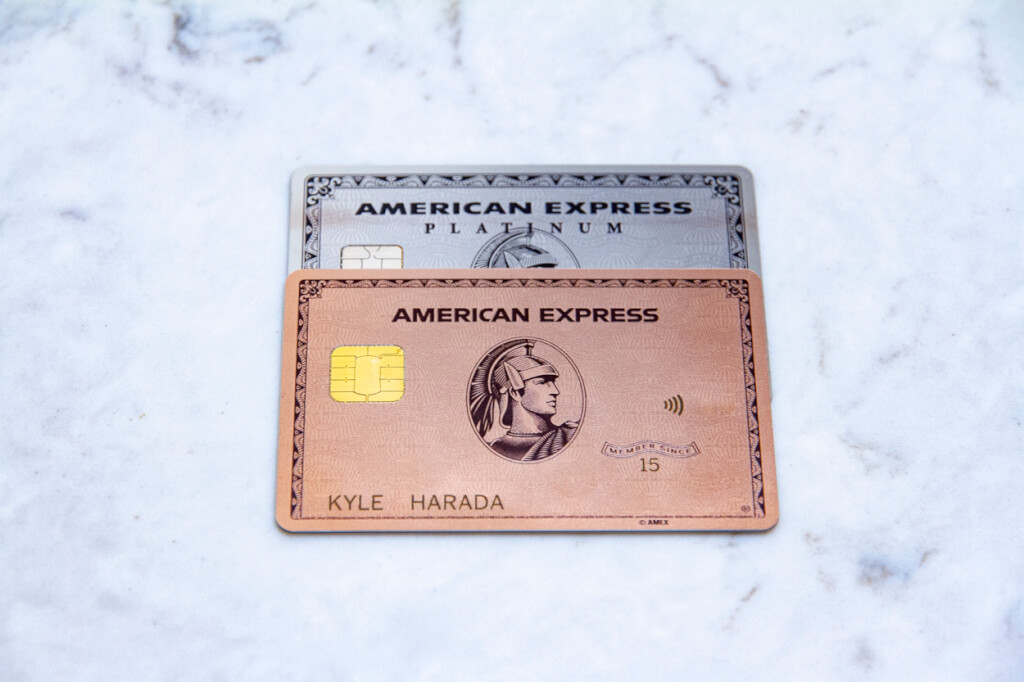 AMERICAN EXPRESS
PLATINUM
AMERICAN EXPRESS
MEMBER SINCE
15
KYLE HARADA
© AMEX